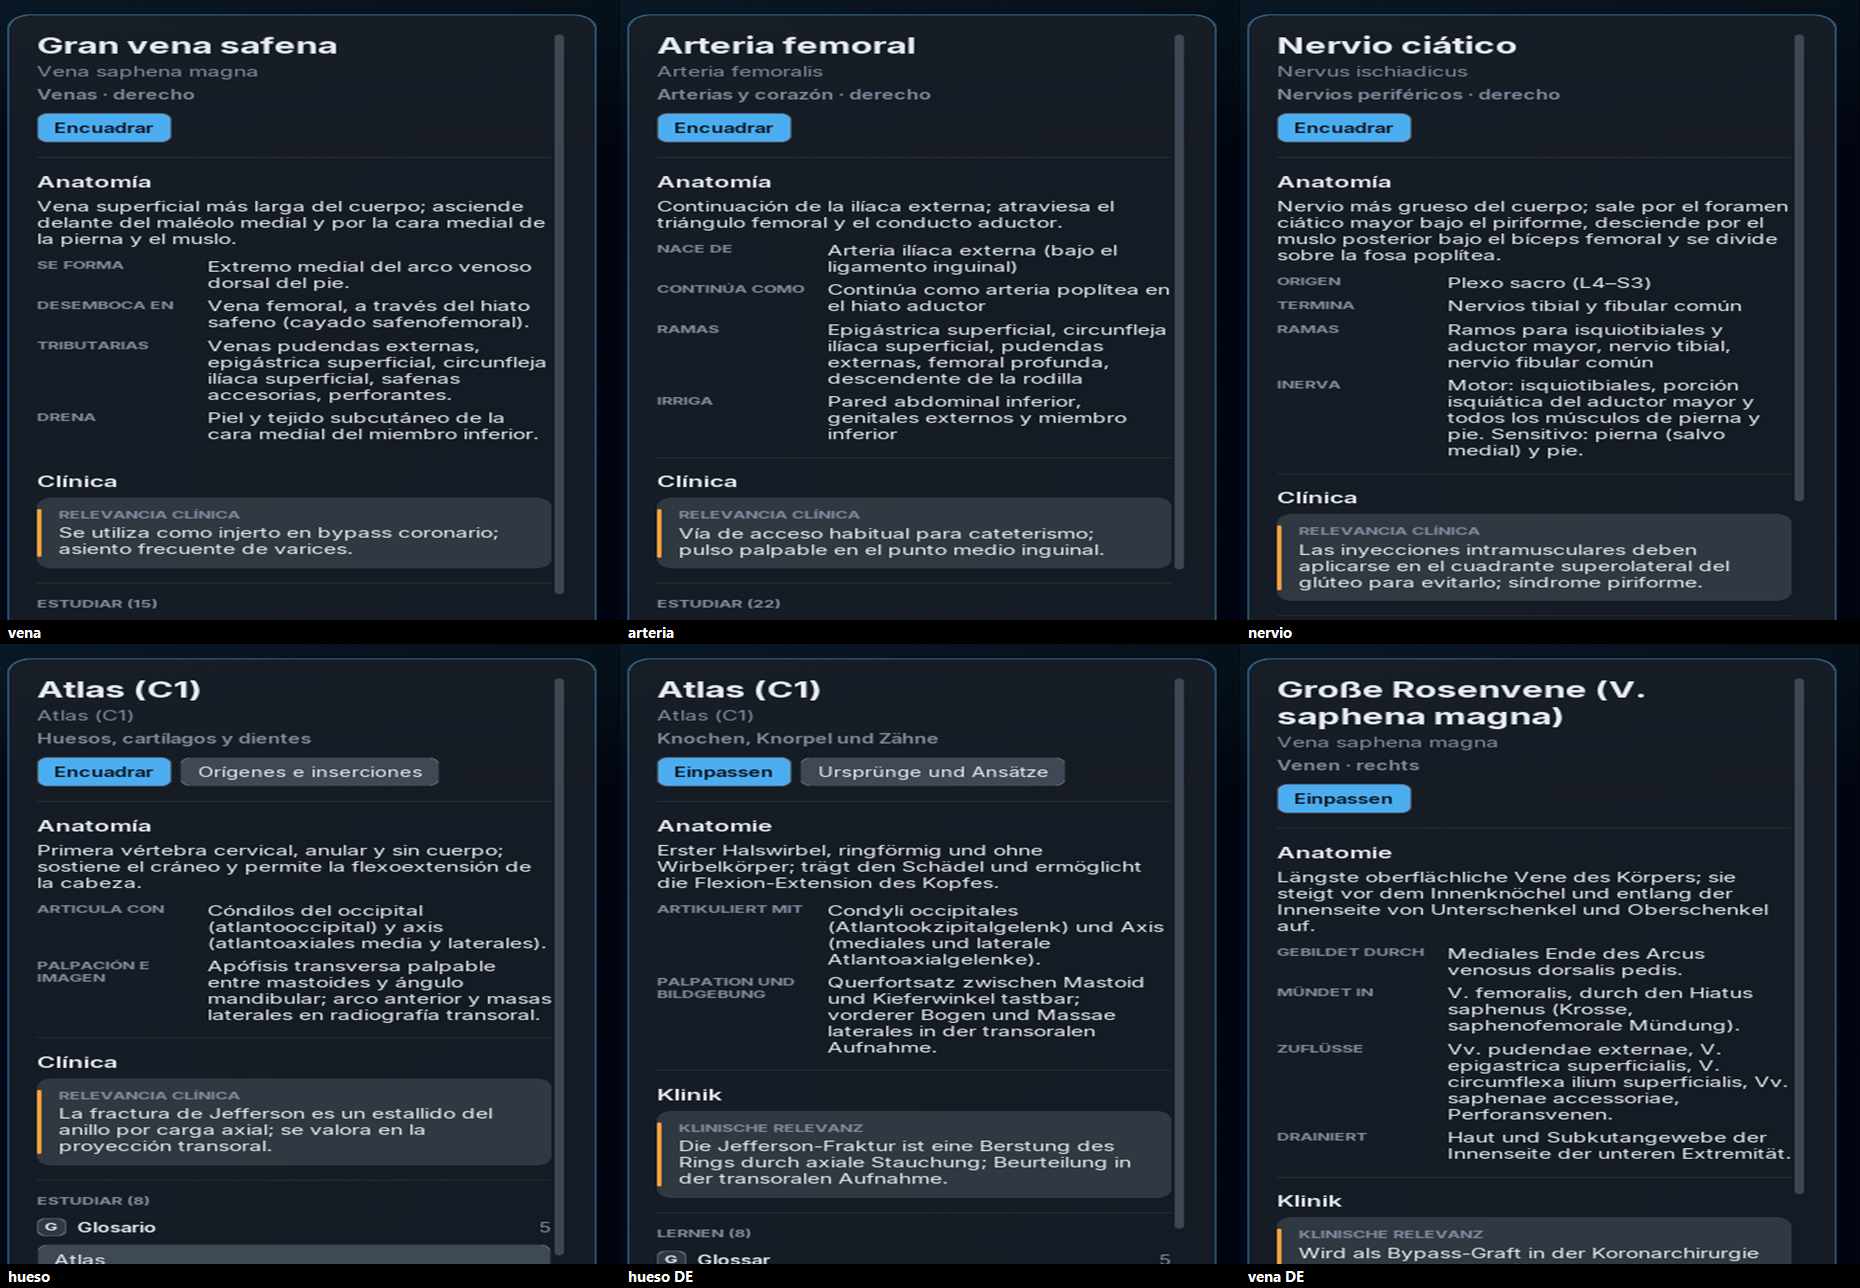 Gran vena safena
Vena saphena magna
Venas · derecho
Encuadrar
Anatomía
Vena superficial más larga del cuerpo; asciende
delante del maléolo medial y por la cara medial de
la pierna y el muslo.
SE FORMA
Extremo medial del arco venoso
dorsal del pie.
DESEMBOCA EN
Vena femoral, a través del hiato
safeno (cayado safenofemoral).
TRIBUTARIAS
Venas pudendas externas,
epigástrica superficial, circunfleja
ilíaca superficial, safenas
accesorias, perforantes.
DRENA
Piel y tejido subcutáneo de la
cara medial del miembro inferior.
Clínica
RELEVANCIA CLÍNICA
Se utiliza como injerto en bypass coronario;
asiento frecuente de varices.
ESTUDIAR (15)
vena
Arteria femoral
Arteria femoralis
Arterias y corazón · derecho
Encuadrar
Anatomía
Continuación de la ilíaca externa; atraviesa el
triángulo femoral y el conducto aductor.
NACE DE
Arteria ilíaca externa (bajo el
ligamento inguinal)
CONTINÚA COMO
Continúa como arteria poplítea en
el hiato aductor
RAMAS
Epigástrica superficial, circunfleja
ilíaca superficial, pudendas
externas, femoral profunda,
descendente de la rodilla
IRRIGA
Pared abdominal inferior,
genitales externos y miembro
inferior
Clínica
RELEVANCIA CLÍNICA
Vía de acceso habitual para cateterismo;
pulso palpable en el punto medio inguinal.
ESTUDIAR (22)
arteria
Nervio ciático
Nervus ischiadicus
Nervios periféricos · derecho
Encuadrar
Anatomía
Nervio más grueso del cuerpo; sale por el foramen
ciático mayor bajo el piriforme, desciende por el
muslo posterior bajo el bíceps femoral y se divide
sobre la fosa poplítea.
ORIGEN
Plexo sacro (L4–S3)
TERMINA
Nervios tibial y fibular común
RAMAS
Ramos para isquiotibiales y
aductor mayor, nervio tibial,
nervio fibular común
INERVA
Motor: isquiotibiales, porción
isquiática del aductor mayor y
todos los músculos de pierna y
pie. Sensitivo: pierna (salvo
medial) y pie.
Clínica
RELEVANCIA CLÍNICA
Las inyecciones intramusculares deben
aplicarse en el cuadrante superolateral del
glúteo para evitarlo; síndrome piriforme.
nervio
Atlas (C1)
Atlas (C1)
Huesos, cartílagos y dientes
Encuadrar
Orígenes e inserciones
Anatomía
Primera vértebra cervical, anular y sin cuerpo;
sostiene el cráneo y permite la flexoextensión de
la cabeza.
ARTICULA CON
Cóndilos del occipital
(atlantooccipital) y axis
(atlantoaxiales media y laterales).
PALPACIÓN E
IMAGEN
Apófisis transversa palpable
entre mastoides y ángulo
mandibular; arco anterior y masas
laterales en radiografía transoral.
Clínica
RELEVANCIA CLÍNICA
La fractura de Jefferson es un estallido del
anillo por carga axial; se valora en la
proyección transoral.
ESTUDIAR (8)
G Glosario 5
Atlas
hueso
Atlas (C1)
Atlas (C1)
Knochen, Knorpel und Zähne
Einpassen
Ursprünge und Ansätze
Anatomie
Erster Halswirbel, ringförmig und ohne
Wirbelkörper; trägt den Schädel und ermöglicht
die Flexion-Extension des Kopfes.
ARTIKULIERT MIT
Condyli occipitales
(Atlantookzipitalgelenk) und Axis
(mediales und laterale
Atlantoaxialgelenke).
PALPATION UND
BILDGEBUNG
Querfortsatz zwischen Mastoid
und Kieferwinkel tastbar;
vorderer Bogen und Massae
laterales in der transoralen
Aufnahme.
Klinik
KLINISCHE RELEVANZ
Die Jefferson-Fraktur ist eine Berstung des
Rings durch axiale Stauchung; Beurteilung in
der transoralen Aufnahme.
LERNEN (8)
G Glossar 5
hueso DE
Große Rosenvene (V.
saphena magna)
Vena saphena magna
Venen · rechts
Einpassen
Anatomie
Längste oberflächliche Vene des Körpers; sie
steigt vor dem Innenknöchel und entlang der
Innenseite von Unterschenkel und Oberschenkel
auf.
GEBILDET DURCH
Mediales Ende des Arcus
venosus dorsalis pedis.
MÜNDET IN
V. femoralis, durch den Hiatus
saphenus (Krosse,
saphenofemorale Mündung).
ZUFLÜSSE
Vv. pudendae externae, V.
epigastrica superficialis, V.
circumflexa ilium superficialis, Vv.
saphenae accessoriae,
Perforansvenen.
DRAINIERT
Haut und Subkutangewebe der
Innenseite der unteren Extremität.
Klinik
KLINISCHE RELEVANZ
Wird als Bypass-Graft in der Koronarchirurgie
vena DE